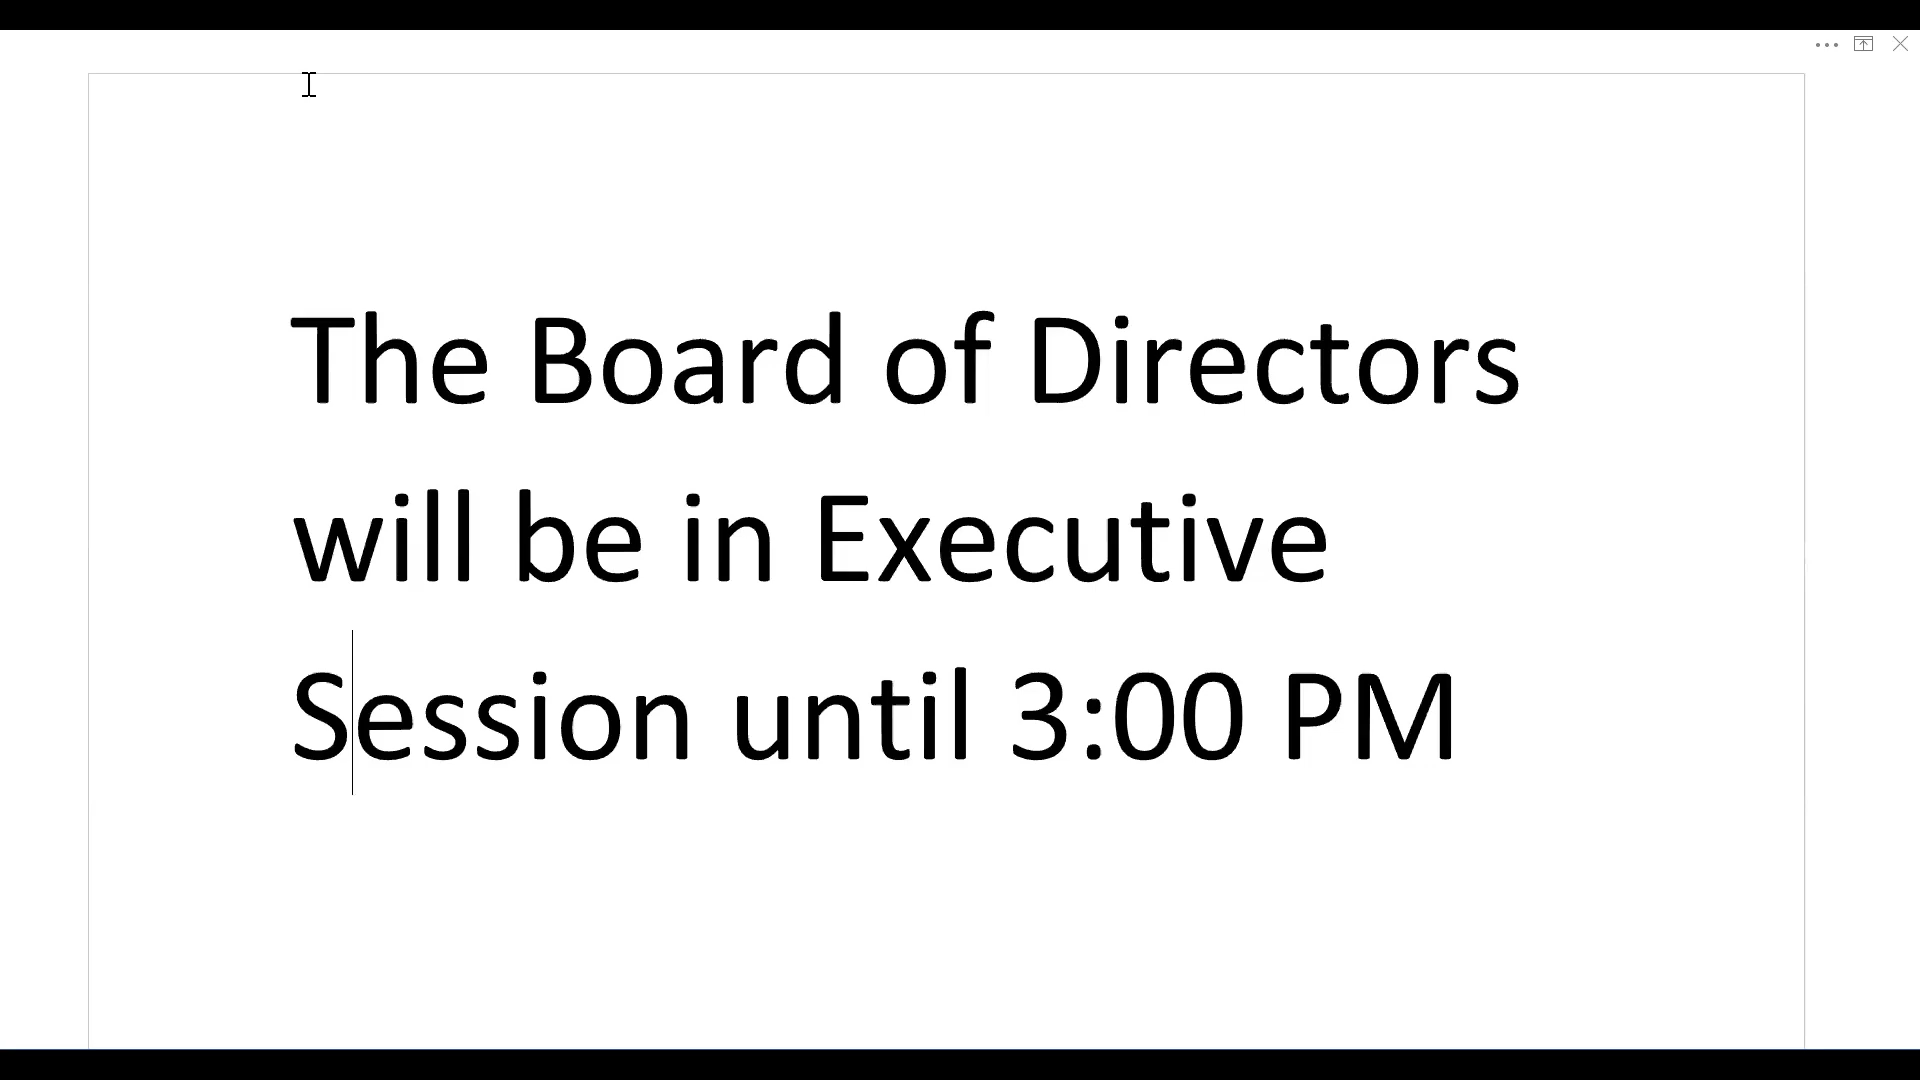 The Board of Directors
will be in Executive
Session until 3:00 PM